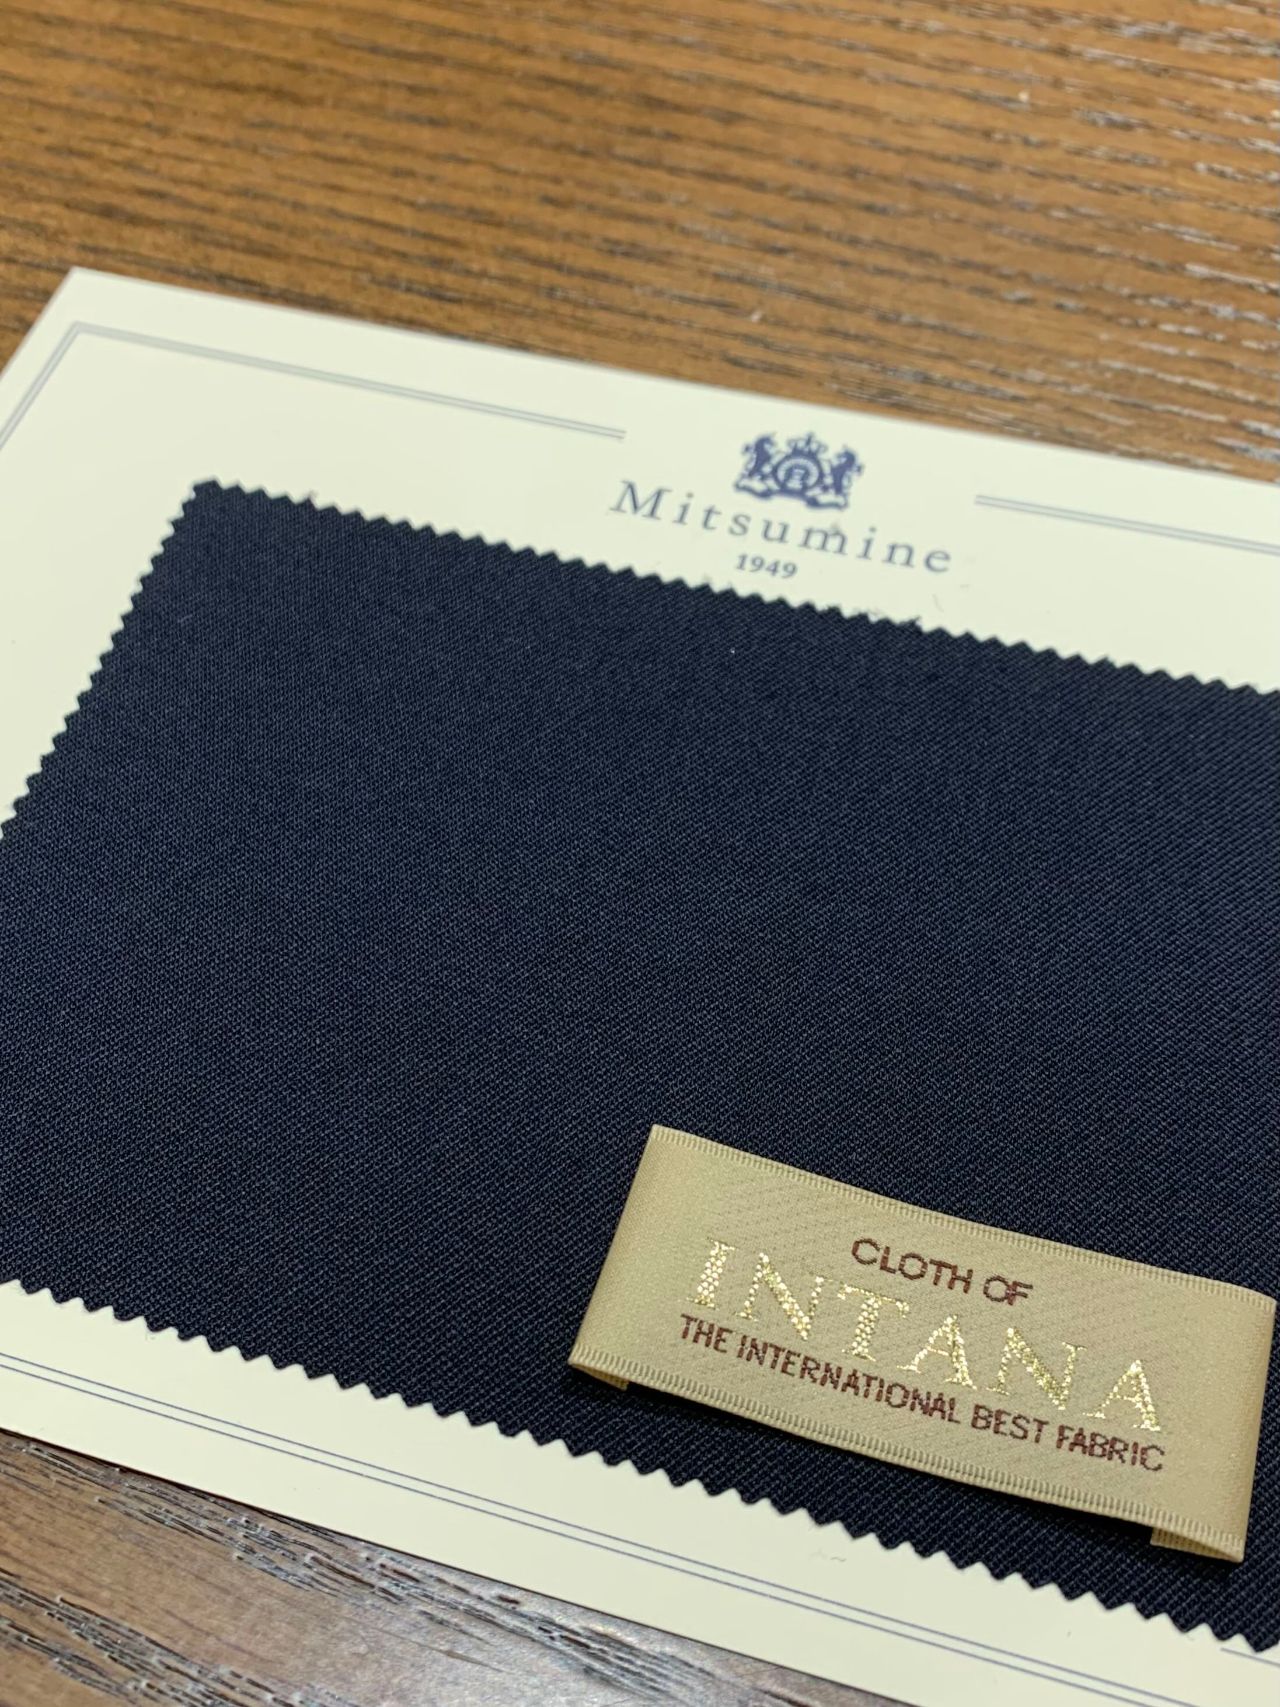 Mitsumine
1949
CLOTH OF
INTANA
THE INTERNATIONAL BEST FABRIC